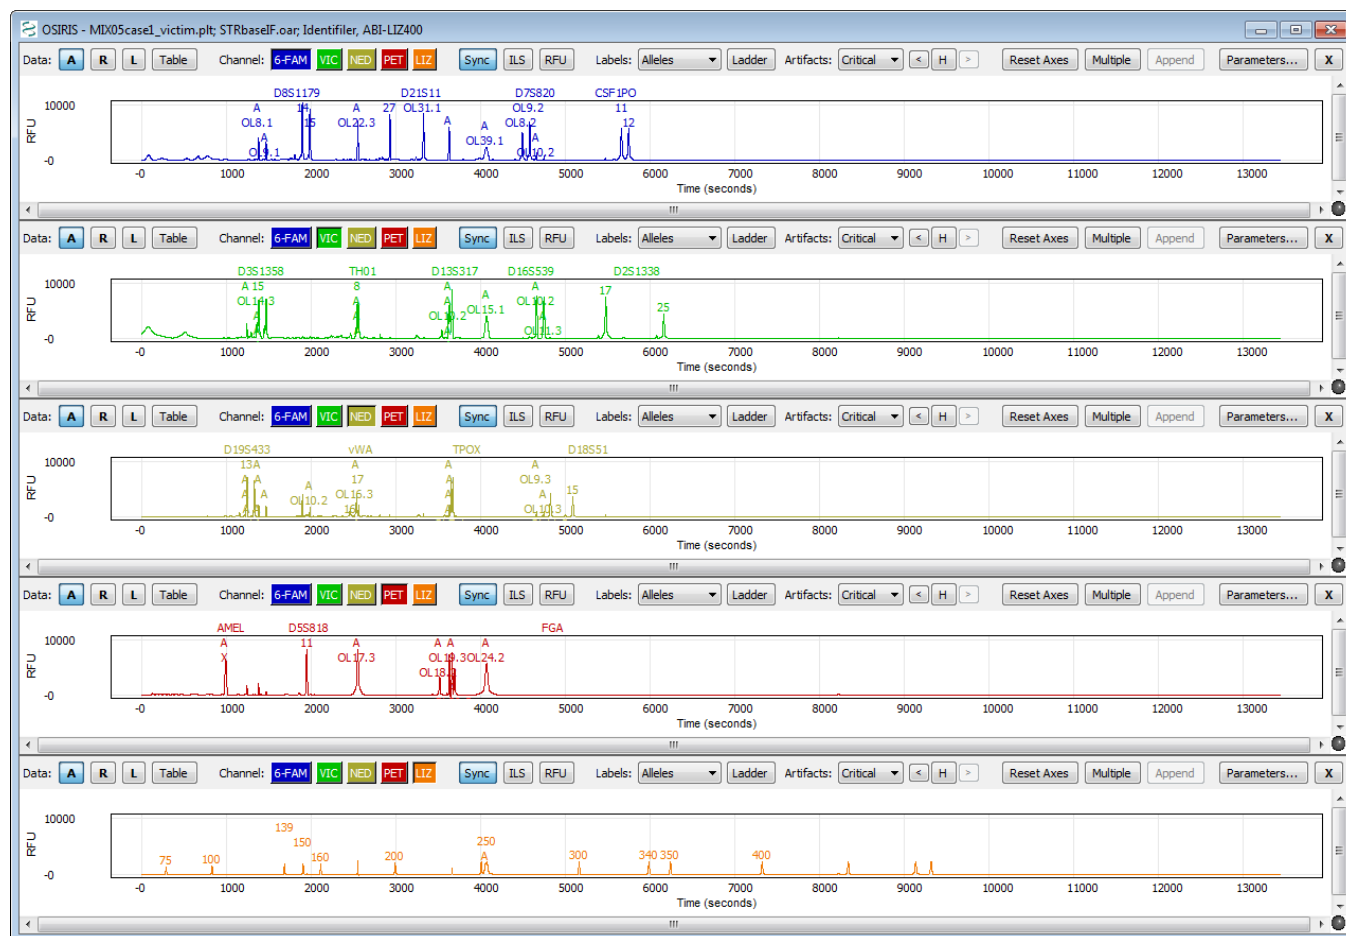 OSIRIS - MIX05case1_victim.plt; STRbaseIF.oar; Identifiler, ABI-LIZ400
Data: A R L Table Channel: 6-FAM VIC NED PET LIZ Sync ILS RFU Labels: Alleles Ladder Artifacts: Critical < H > Reset Axes Multiple Append Parameters... X
D8S1179 D21S11 D7S820 CSF1PO
10000
A 14 A 27 OL31.1 OL9.2 11
OL8.1 15 OL22.3 A A OL8.2 12
A OL39.1 A
OL9.1 OL10.2
RFU
-0
-0 1000 2000 3000 4000 5000 6000 7000 8000 9000 10000 11000 12000 13000
Time (seconds)
Data: A R L Table Channel: 6-FAM VIC NED PET LIZ Sync ILS RFU Labels: Alleles Ladder Artifacts: Critical < H > Reset Axes Multiple Append Parameters... X
D3S1358 TH01 D13S317 D16S539 D2S1338
10000
A 15 8 A A A 17
OL14.3 A A OL15.1 25
A A
OL11.3
RFU
-0
-0 1000 2000 3000 4000 5000 6000 7000 8000 9000 10000 11000 12000 13000
Time (seconds)
Data: A R L Table Channel: 6-FAM VIC NED PET LIZ Sync ILS RFU Labels: Alleles Ladder Artifacts: Critical < H > Reset Axes Multiple Append Parameters... X
D19S433 vWA TPOX D18S51
10000
13 A A A A
A A A 17 A OL9.3
A A OL10.2 A A 15
A A OL10.3
RFU
-0
-0 1000 2000 3000 4000 5000 6000 7000 8000 9000 10000 11000 12000 13000
Time (seconds)
Data: A R L Table Channel: 6-FAM VIC NED PET LIZ Sync ILS RFU Labels: Alleles Ladder Artifacts: Critical < H > Reset Axes Multiple Append Parameters... X
AMEL D5S818 FGA
10000
A 11 A A A A
X OL17.3 OL19.3 OL24.2
RFU
-0
-0 1000 2000 3000 4000 5000 6000 7000 8000 9000 10000 11000 12000 13000
Time (seconds)
Data: A R L Table Channel: 6-FAM VIC NED PET LIZ Sync ILS RFU Labels: Alleles Ladder Artifacts: Critical < H > Reset Axes Multiple Append Parameters... X
10000
139
150 250
75 100 160 200 A 300 340 350 400
RFU
-0
-0 1000 2000 3000 4000 5000 6000 7000 8000 9000 10000 11000 12000 13000
Time (seconds)